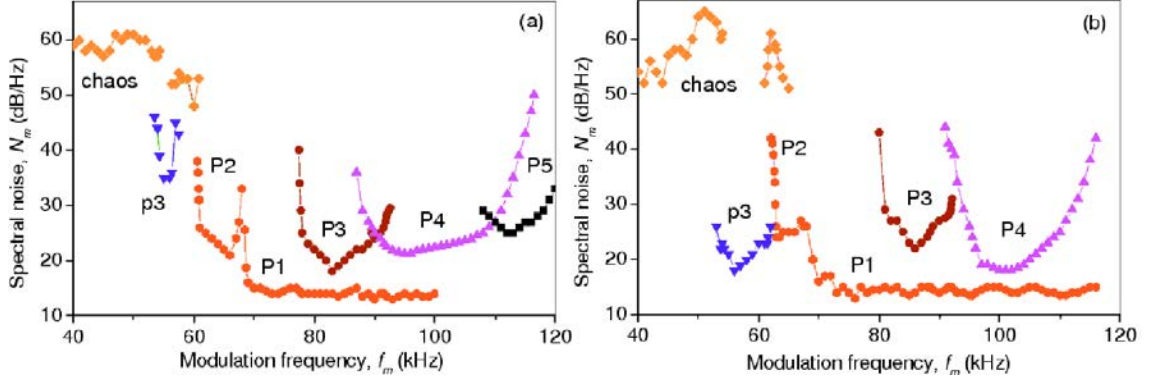 (a)
60
50
40
30
20
10
Spectral noise, Nm (dB/Hz)
chaos
p3
P2
P1
P3
P4
P5
40 60 80 100 120
Modulation frequency, fm (kHz)
(b)
60
50
40
30
20
10
Spectral noise, Nm (dB/Hz)
chaos
p3
P2
P1
P3
P4
40 60 80 100 120
Modulation frequency, fm (kHz)